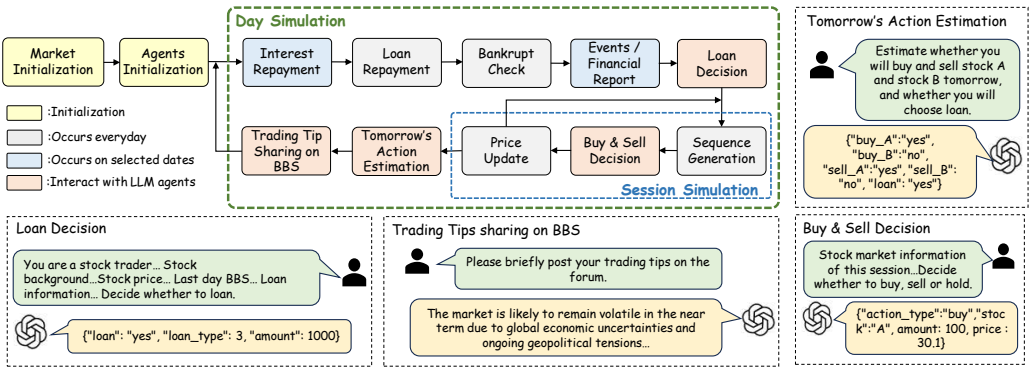 Day Simulation
Market
Initialization
Agents
Initialization
Interest
Repayment
Loan
Repayment
Bankrupt
Check
Events /
Financial
Report
Loan
Decision
:Initialization
:Occurs everyday
:Occurs on selected dates
:Interact with LLM agents
Trading Tip
Sharing on
BBS
Tomorrow's
Action
Estimation
Price
Update
Buy & Sell
Decision
Sequence
Generation
Session Simulation
Tomorrow's Action Estimation
Estimate whether you
will buy and sell stock A
and stock B tomorrow,
and whether you will
choose loan.
{"buy_A":"yes",
"buy_B":"no",
"sell_A":"yes", "sell_B":
"no", "loan": "yes"}
Loan Decision
You are a stock trader... Stock
background...Stock price... Last day BBS... Loan
information... Decide whether to loan.
{"loan": "yes", "loan_type": 3, "amount": 1000}
Trading Tips sharing on BBS
Please briefly post your trading tips on the
forum.
The market is likely to remain volatile in the near
term due to global economic uncertainties and
ongoing geopolitical tensions...
Buy & Sell Decision
Stock market information
of this session...Decide
whether to buy, sell or hold.
{"action_type":"buy","stoc
k":"A", amount: 100, price :
30.1}